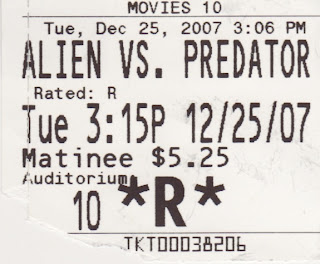 MOVIES 10
Tue, Dec 25, 2007 3:06 PM
ALIEN VS. PREDATOR
Rated: R
Tue 3:15P 12/25/07
Matinee $5.25
Auditorium
10 *R*
TKT00038206